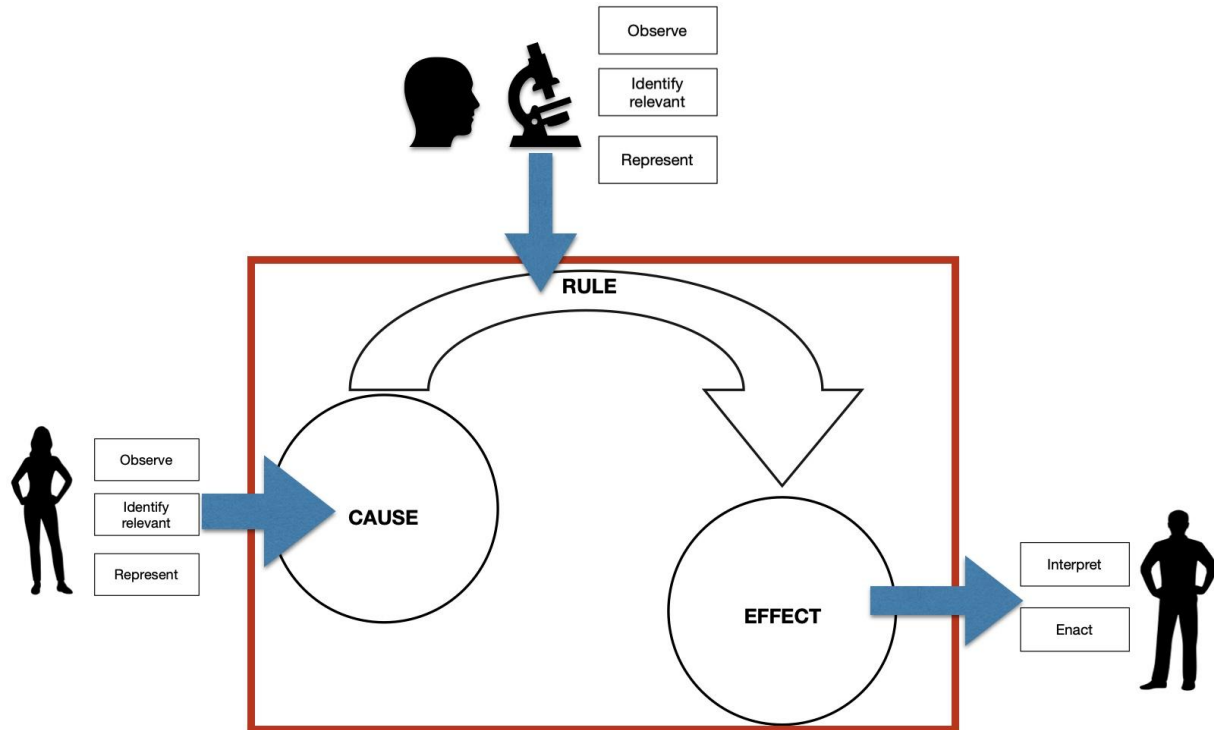 Observe
Identify
relevant
Represent
RULE
Observe
Identify
relevant
Represent
CAUSE
EFFECT
Interpret
Enact